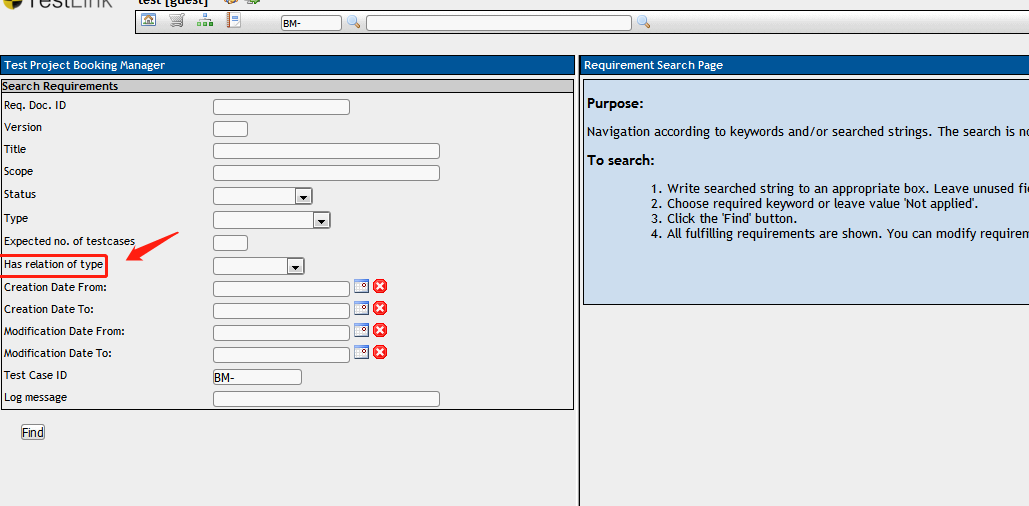 TestLink
test [guest]
BM-
Test Project Booking Manager
Search Requirements
Req. Doc. ID
Version
Title
Scope
Status
Type
Expected no. of testcases
Has relation of type
Creation Date From:
Creation Date To:
Modification Date From:
Modification Date To:
Test Case ID
BM-
Log message
Find
Requirement Search Page
Purpose:
Navigation according to keywords and/or searched strings. The search is
To search:
1. Write searched string to an appropriate box. Leave unused
2. Choose required keyword or leave value 'Not applied'.
3. Click the 'Find' button.
4. All fulfilling requirements are shown. You can modify